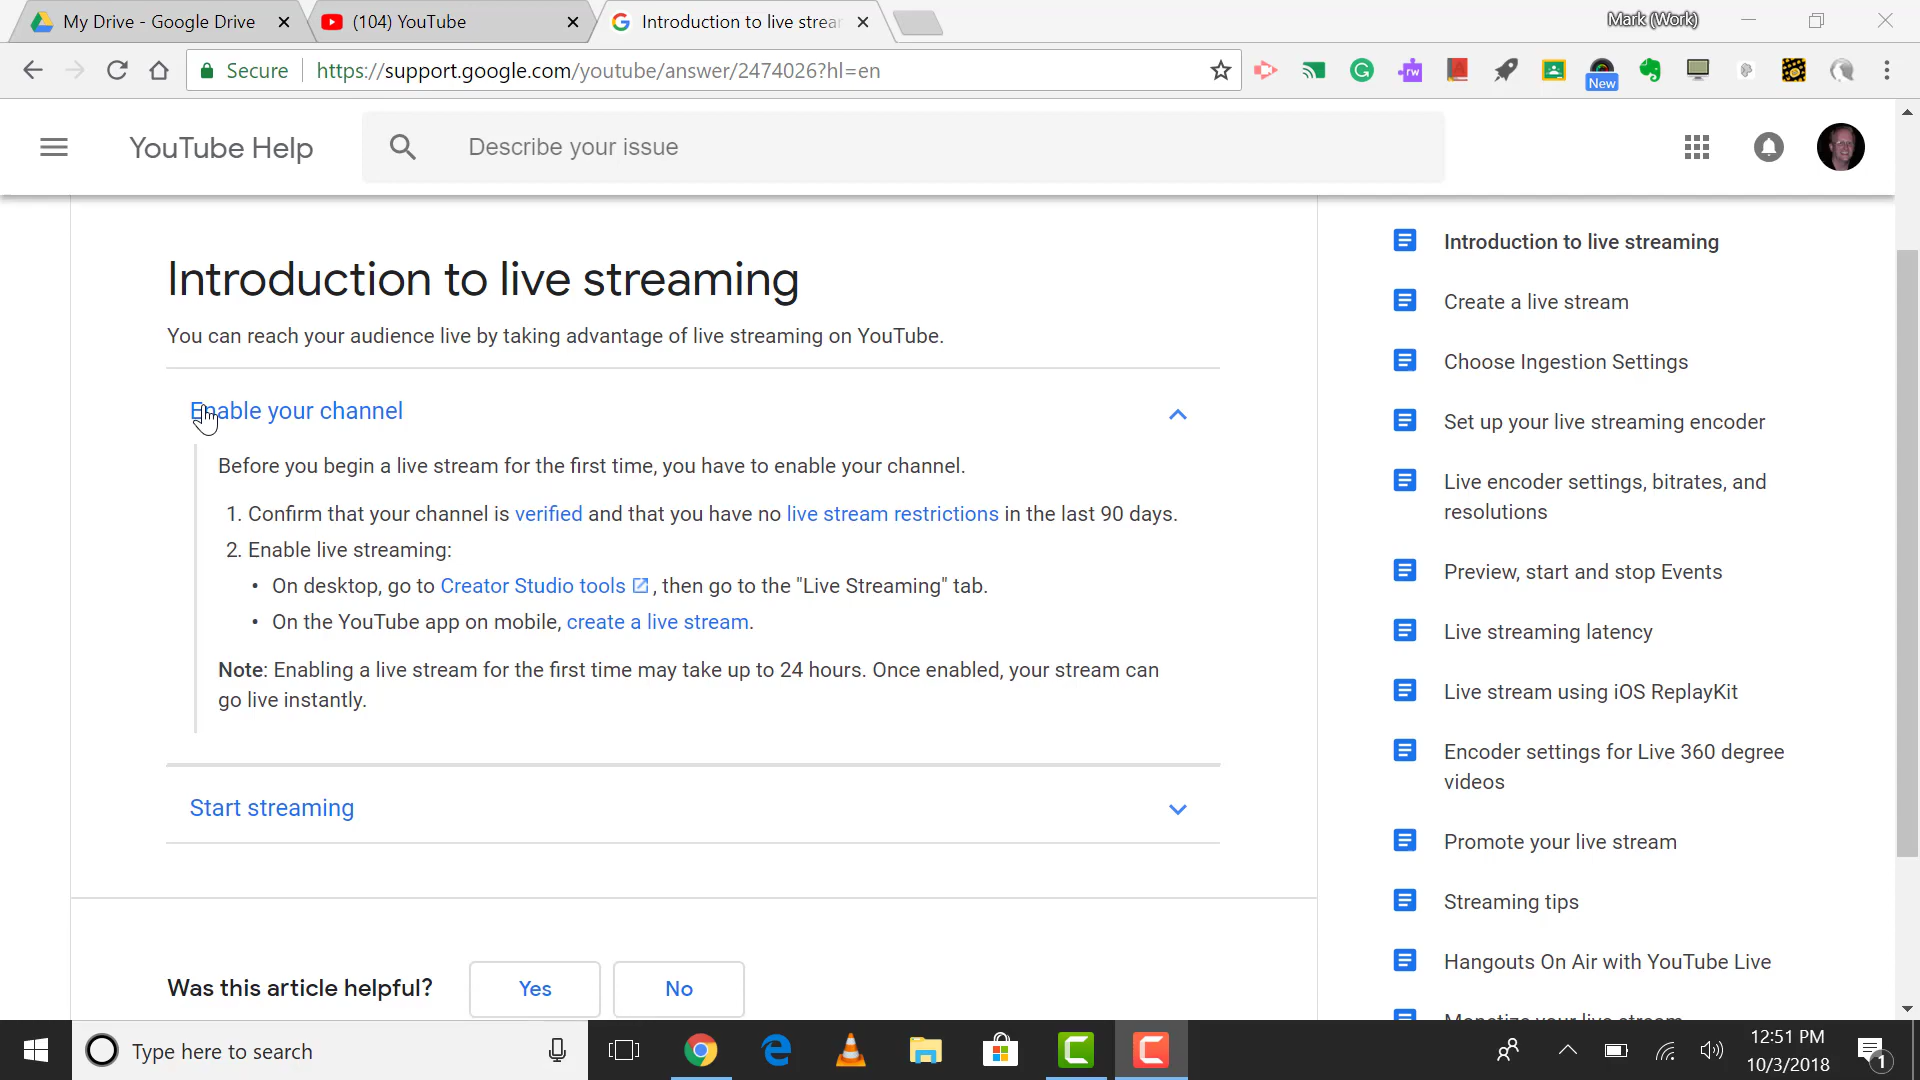 My Drive - Google Drive
(104) YouTube
Introduction to live strea
Mark (Work)
Secure
https://support.google.com/youtube/answer/2474026?hl=en
rw
New
YouTube Help
Describe your issue
Introduction to live streaming
You can reach your audience live by taking advantage of live streaming on YouTube.
Enable your channel
Before you begin a live stream for the first time, you have to enable your channel.
1. Confirm that your channel is verified and that you have no live stream restrictions in the last 90 days.
2. Enable live streaming:
• On desktop, go to Creator Studio tools , then go to the "Live Streaming" tab.
• On the YouTube app on mobile, create a live stream.
Note: Enabling a live stream for the first time may take up to 24 hours. Once enabled, your stream can
go live instantly.
Start streaming
Was this article helpful?
Yes
No
Introduction to live streaming
Create a live stream
Choose Ingestion Settings
Set up your live streaming encoder
Live encoder settings, bitrates, and
resolutions
Preview, start and stop Events
Live streaming latency
Live stream using iOS ReplayKit
Encoder settings for Live 360 degree
videos
Promote your live stream
Streaming tips
Hangouts On Air with YouTube Live
Monetize your live stream
Type here to search
12:51 PM
10/3/2018
1